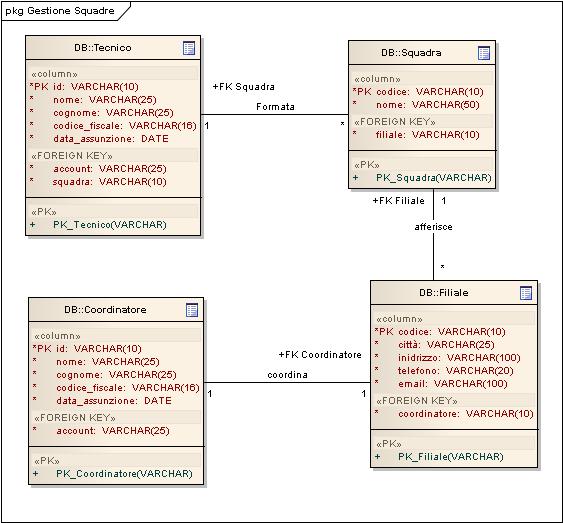 pkg Gestione Squadre
DB::Tecnico
«column»
*PK id: VARCHAR(10)
* nome: VARCHAR(25)
* cognome: VARCHAR(25)
* codice_fiscale: VARCHAR(16)
* data_assunzione: DATE
«FOREIGN KEY»
* account: VARCHAR(25)
* squadra: VARCHAR(10)
«PK»
+ PK_Tecnico(VARCHAR)
+FK Squadra
Formata
1
*
DB::Squadra
«column»
*PK codice: VARCHAR(10)
* nome: VARCHAR(50)
«FOREIGN KEY»
* filiale: VARCHAR(10)
«PK»
+ PK_Squadra(VARCHAR)
+FK Filiale
1
afferisce
*
DB::Coordinatore
«column»
*PK id: VARCHAR(10)
* nome: VARCHAR(25)
* cognome: VARCHAR(25)
* codice_fiscale: VARCHAR(16)
* data_assunzione: DATE
«FOREIGN KEY»
* account: VARCHAR(25)
«PK»
+ PK_Coordinatore(VARCHAR)
+FK Coordinatore
coordina
1
1
DB::Filiale
«column»
*PK codice: VARCHAR(10)
* città: VARCHAR(25)
* inidrizzo: VARCHAR(100)
* telefono: VARCHAR(20)
* email: VARCHAR(100)
«FOREIGN KEY»
* coordinatore: VARCHAR(10)
«PK»
+ PK_Filiale(VARCHAR)